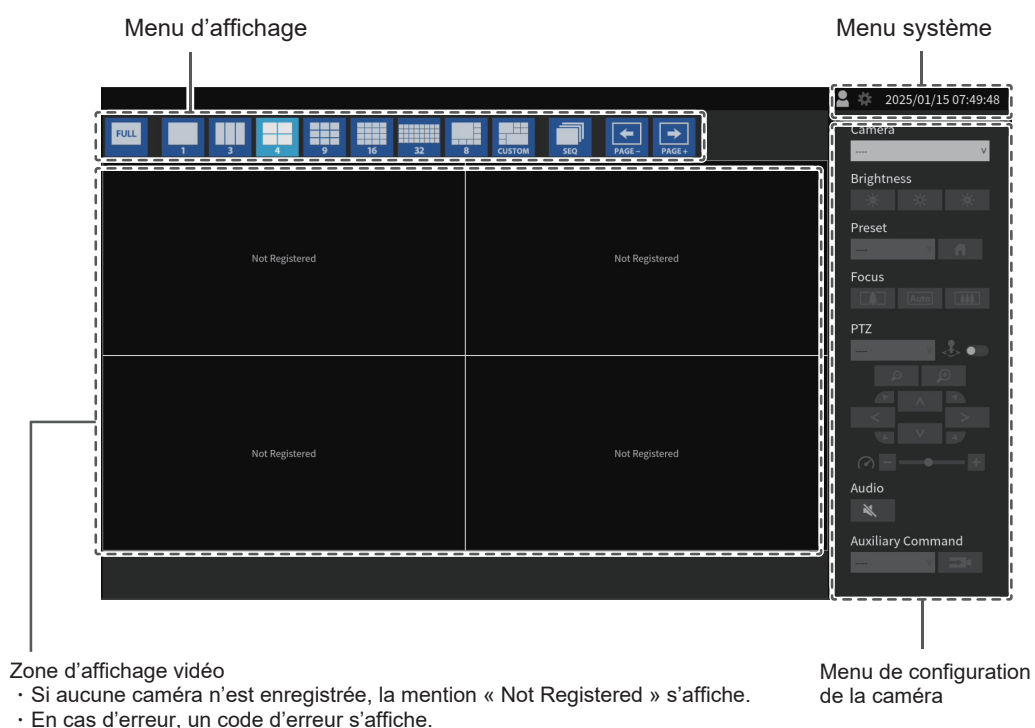 Menu d’affichage
Menu système
2025/01/15 07:49:48
FULL
1
3
4
9
16
32
8
CUSTOM
SEQ
PAGE −
PAGE +
Camera
---- v
Brightness
Preset
---- v
Focus
Auto
PTZ
---- v
Audio
Auxiliary Command
---- v
Not Registered
Not Registered
Not Registered
Not Registered
Zone d’affichage vidéo
・Si aucune caméra n’est enregistrée, la mention « Not Registered » s’affiche.
・En cas d’erreur, un code d’erreur s’affiche.
Menu de configuration
de la caméra